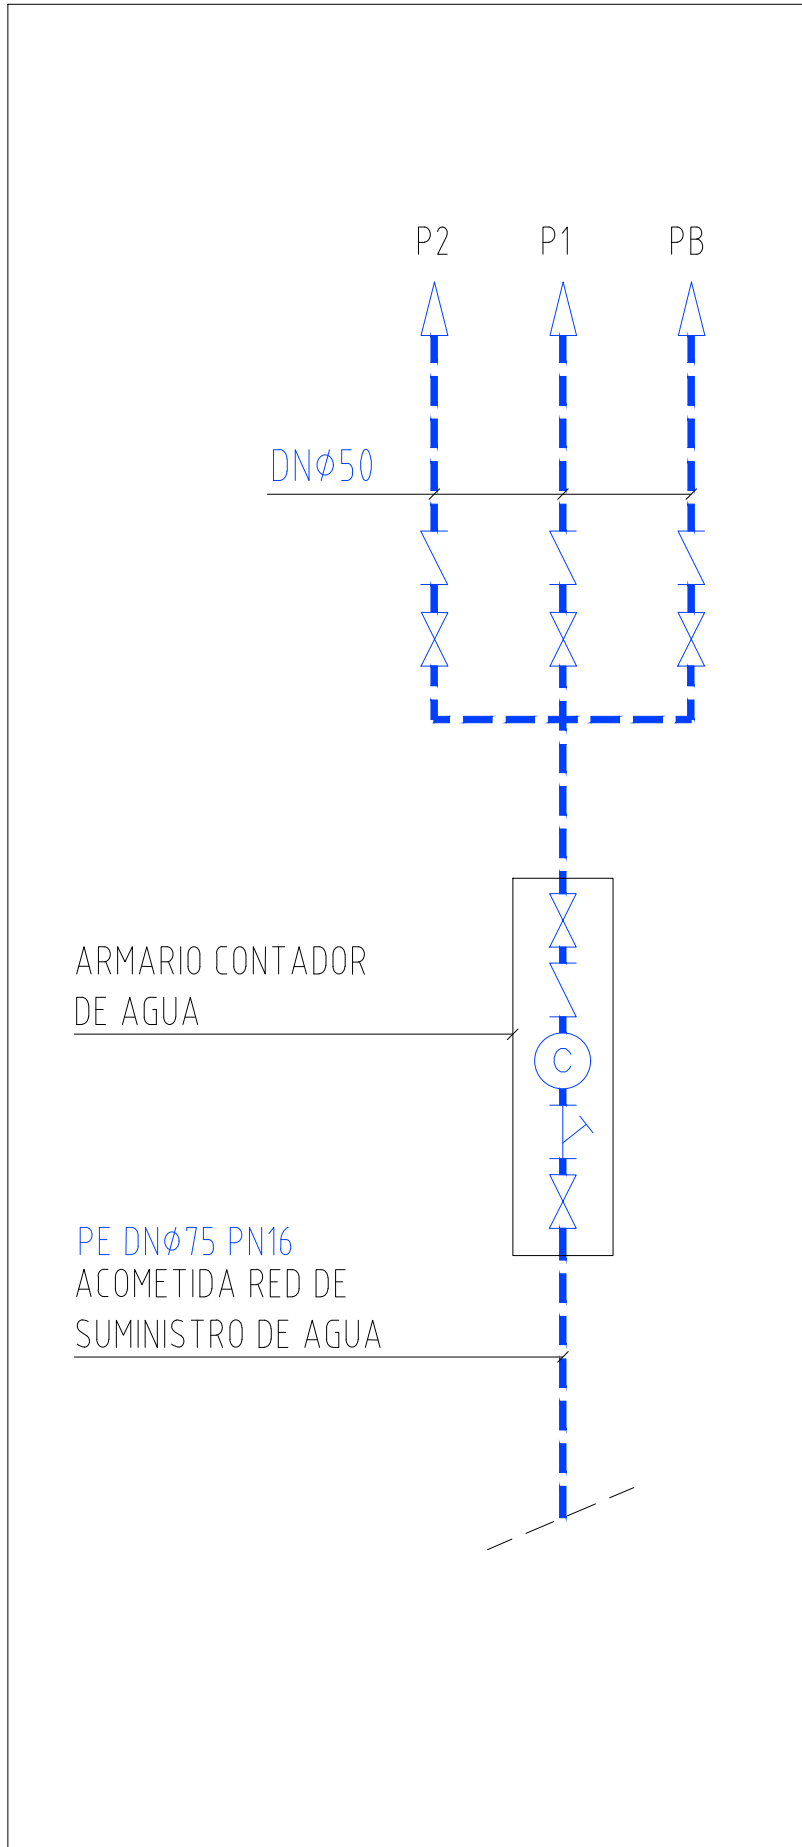 P2 P1 PB
DNØ50
ARMARIO CONTADOR
DE AGUA
C
PE DNØ75 PN16
ACOMETIDA RED DE
SUMINISTRO DE AGUA